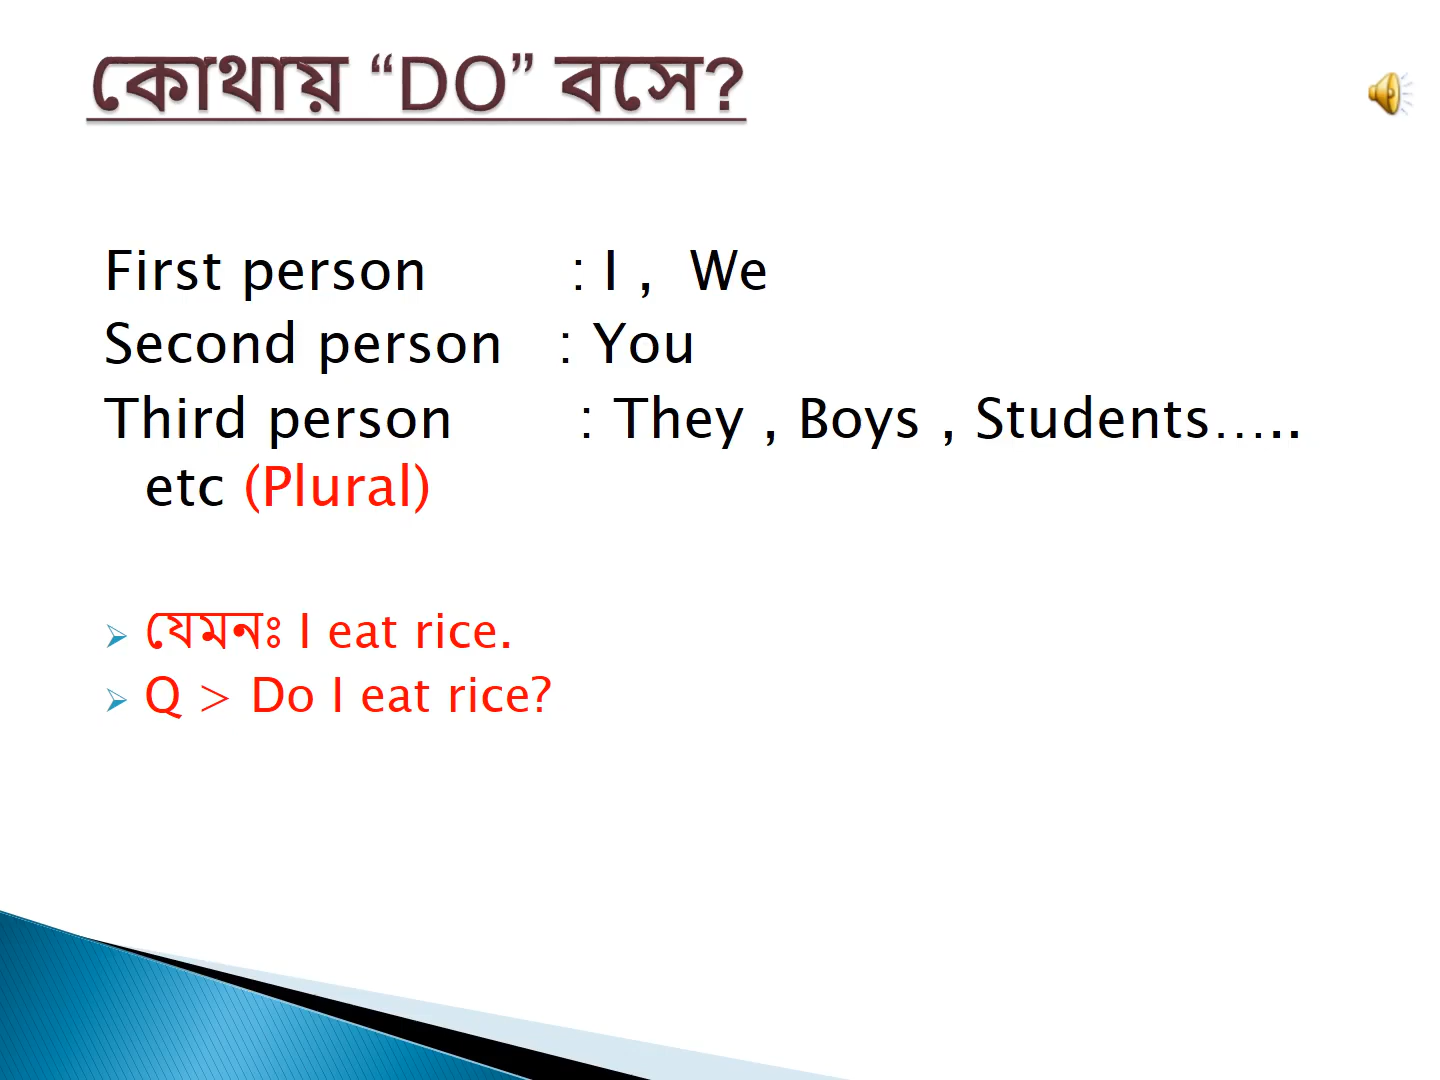 কোথায় “DO” বসে?
First person : I , We
Second person : You
Third person : They , Boys , Students…..
etc (Plural)
যেমনঃ I eat rice.
Q > Do I eat rice?